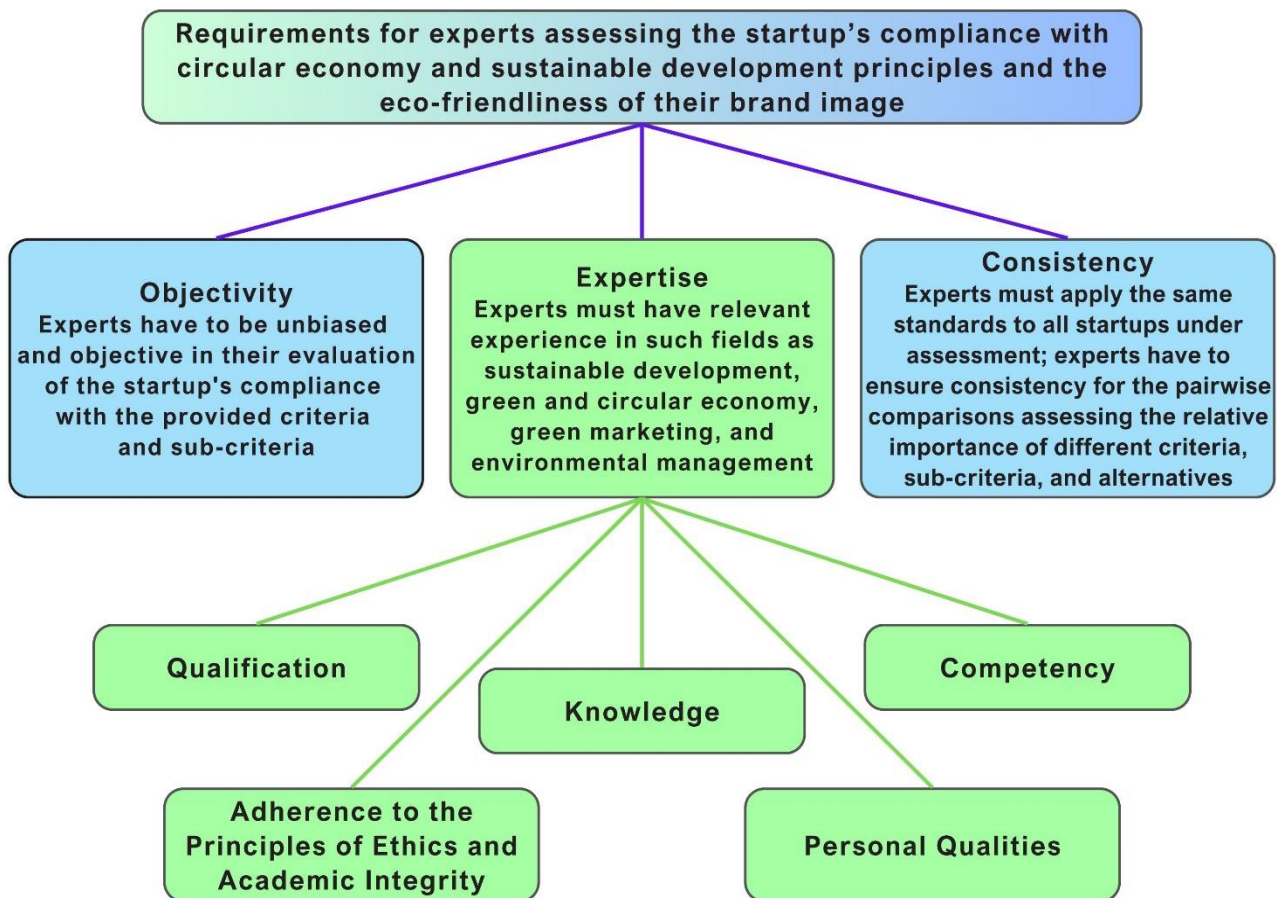 Requirements for experts assessing the startup’s compliance with
circular economy and sustainable development principles and the
eco-friendliness of their brand image
Objectivity
Experts have to be unbiased
and objective in their evaluation
of the startup's compliance
with the provided criteria
and sub-criteria
Expertise
Experts must have relevant
experience in such fields as
sustainable development,
green and circular economy,
green marketing, and
environmental management
Consistency
Experts must apply the same
standards to all startups under
assessment; experts have to
ensure consistency for the pairwise
comparisons assessing the relative
importance of different criteria,
sub-criteria, and alternatives
Qualification
Knowledge
Competency
Adherence to the
Principles of Ethics and
Academic Integrity
Personal Qualities